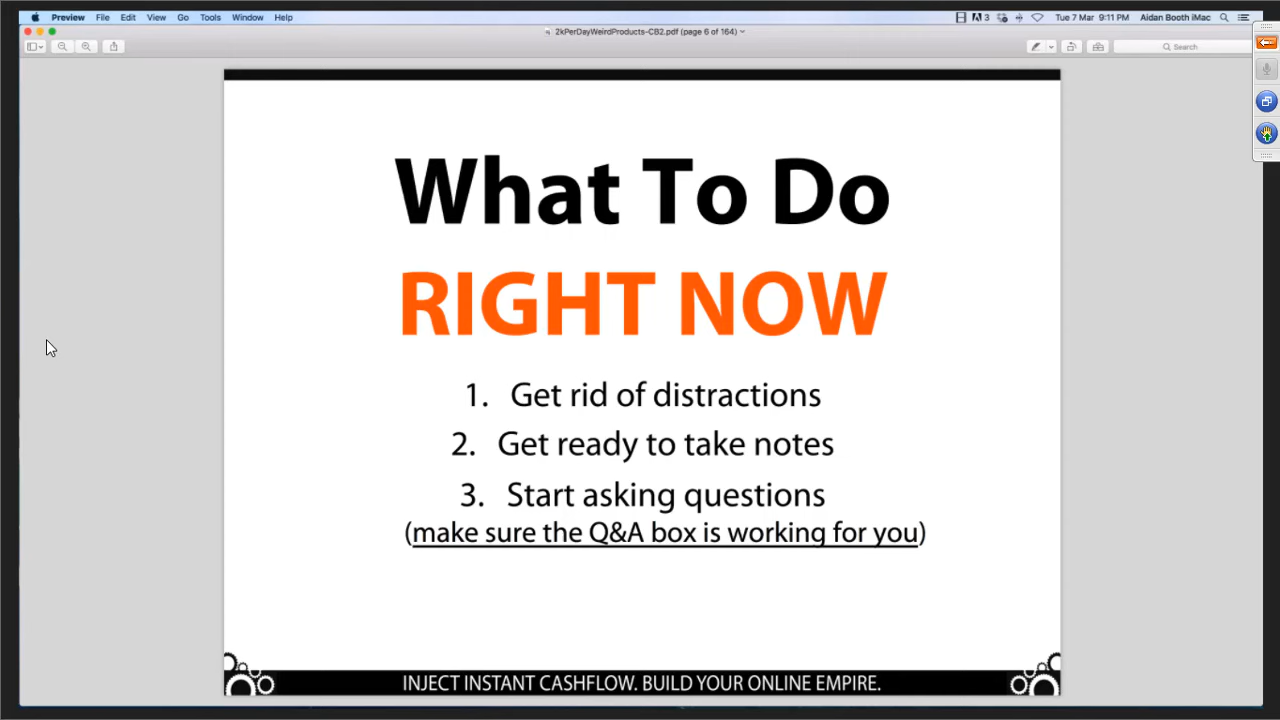 Preview File Edit View Go Tools Window Help
3 Tue 7 Mar 9:11 PM Aidan Booth iMac
2kPerDayWeirdProducts-CB2.pdf (page 6 of 164)
Search
What To Do
RIGHT NOW
1. Get rid of distractions
2. Get ready to take notes
3. Start asking questions
(make sure the Q&A box is working for you)
INJECT INSTANT CASHFLOW. BUILD YOUR ONLINE EMPIRE.